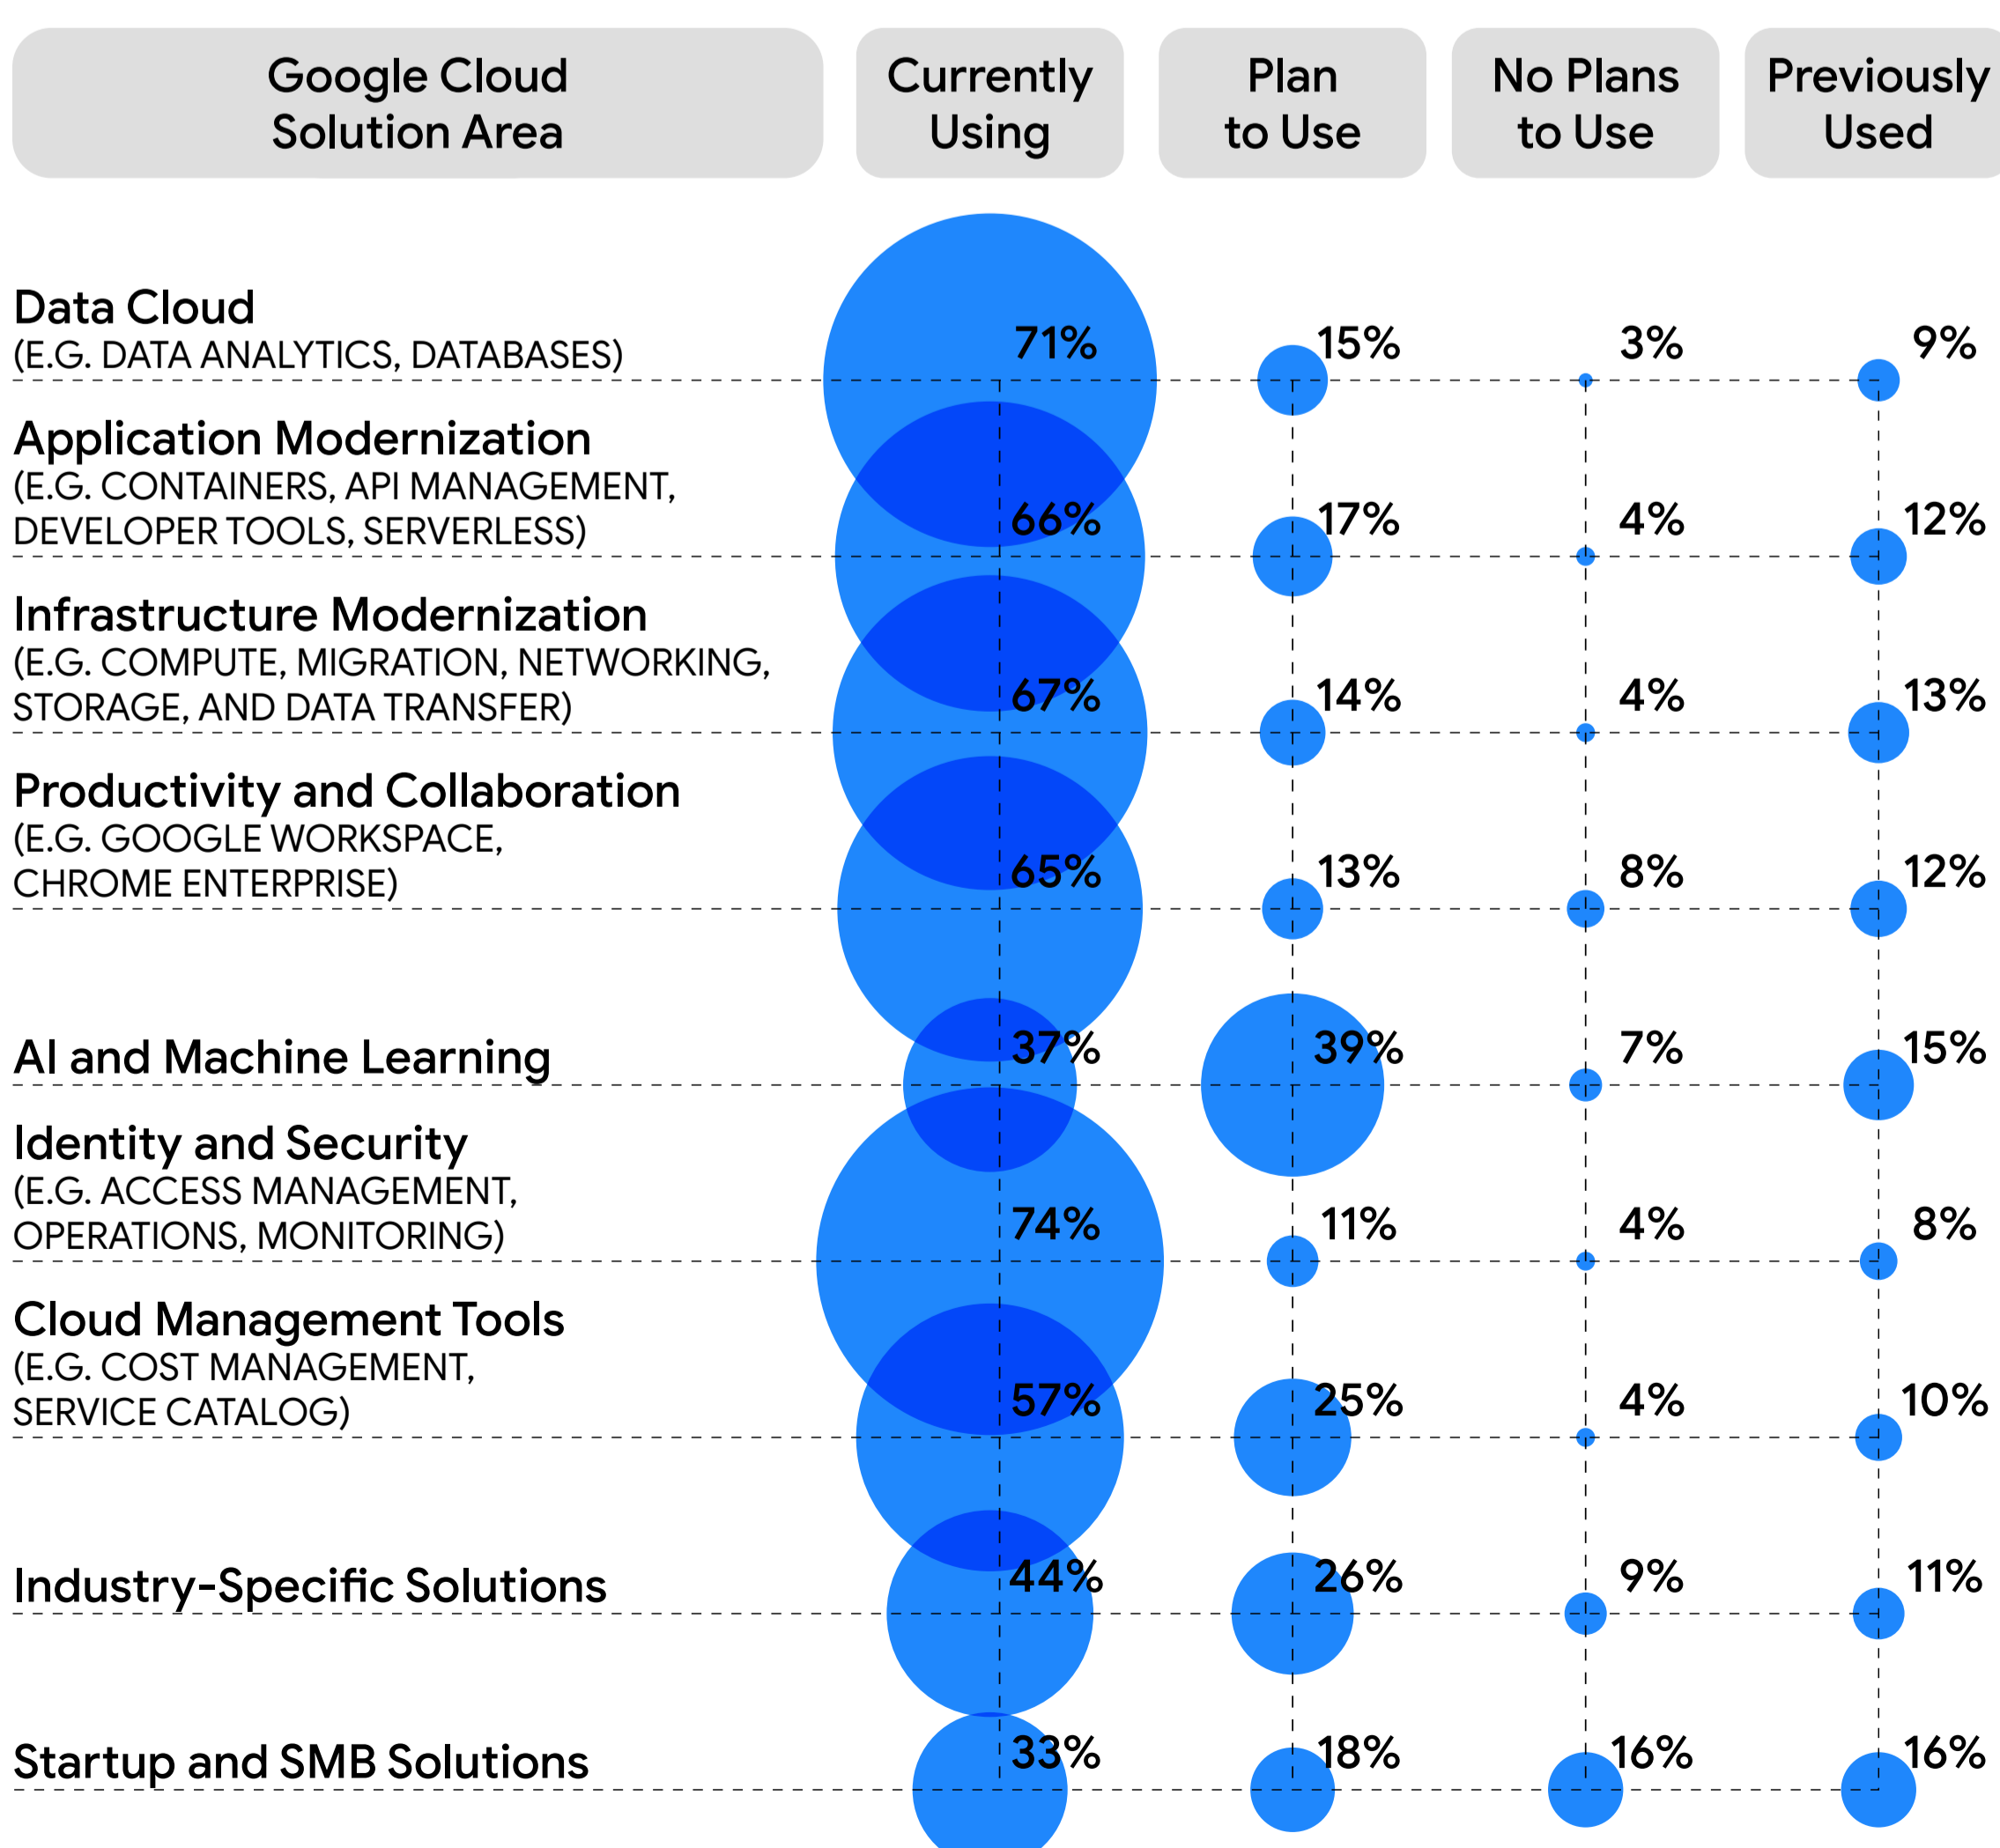 Google Cloud
Solution Area
Currently
Using
Plan
to Use
No Plans
to Use
Previously
Used
Data Cloud
(E.G. DATA ANALYTICS, DATABASES)
71% 15% 3% 9%
Application Modernization
(E.G. CONTAINERS, API MANAGEMENT,
DEVELOPER TOOLS, SERVERLESS)
66% 17% 4% 12%
Infrastructure Modernization
(E.G. COMPUTE, MIGRATION, NETWORKING,
STORAGE, AND DATA TRANSFER)
67% 14% 4% 13%
Productivity and Collaboration
(E.G. GOOGLE WORKSPACE,
CHROME ENTERPRISE)
65% 13% 8% 12%
AI and Machine Learning
37% 39% 7% 15%
Identity and Security
(E.G. ACCESS MANAGEMENT,
OPERATIONS, MONITORING)
74% 11% 4% 8%
Cloud Management Tools
(E.G. COST MANAGEMENT,
SERVICE CATALOG)
57% 25% 4% 10%
Industry-Specific Solutions
44% 26% 9% 11%
Startup and SMB Solutions
33% 18% 16% 16%